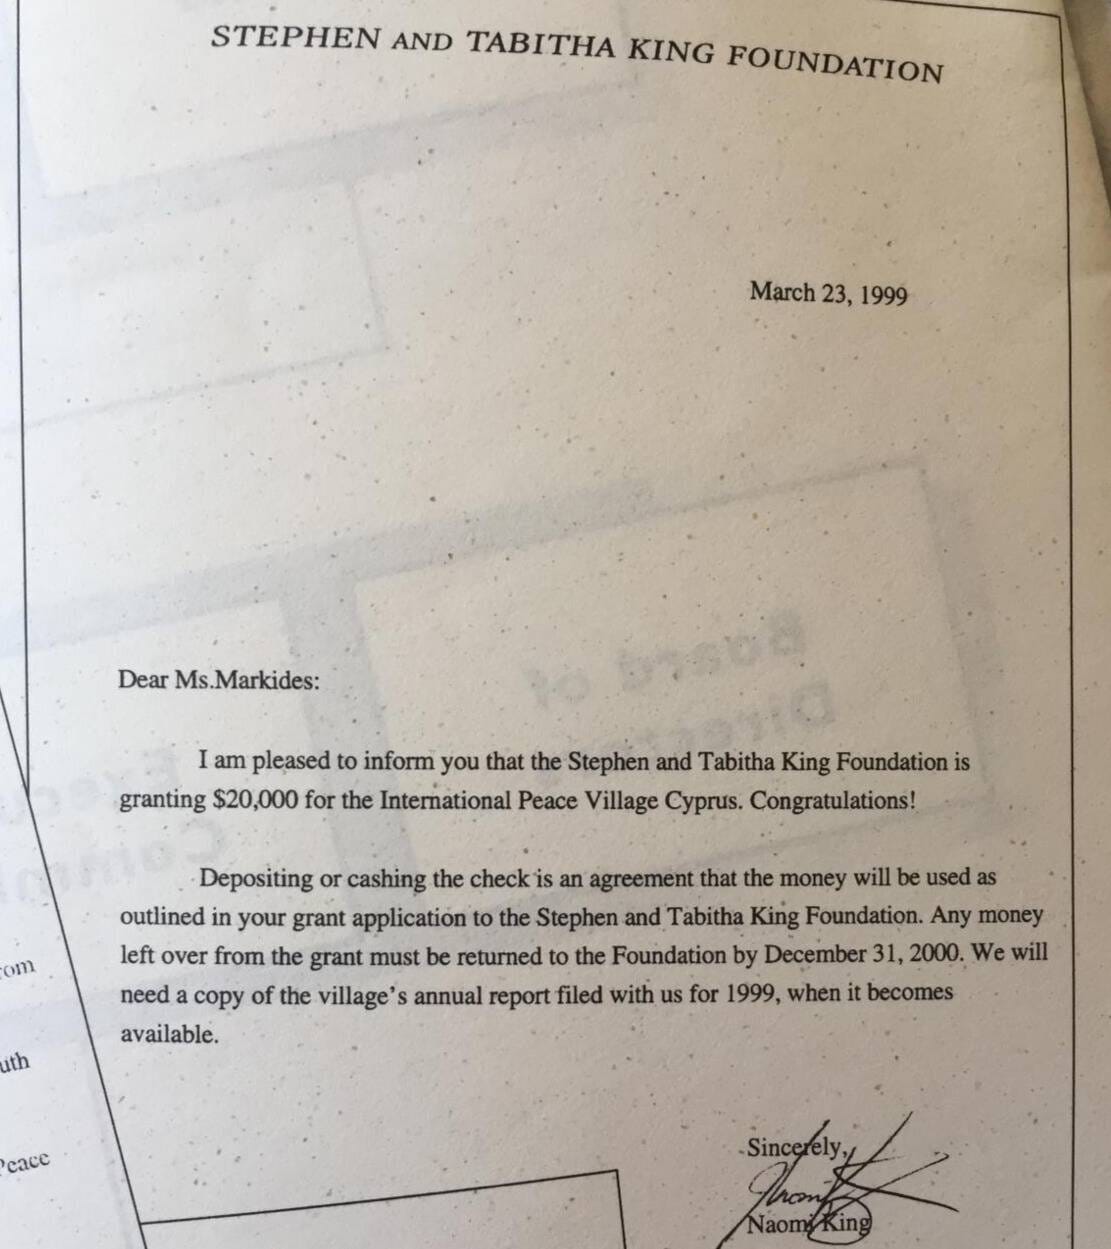 STEPHEN AND TABITHA KING FOUNDATION
March 23, 1999
Dear Ms.Markides:
I am pleased to inform you that the Stephen and Tabitha King Foundation is
granting $20,000 for the International Peace Village Cyprus. Congratulations!
Depositing or cashing the check is an agreement that the money will be used as
outlined in your grant application to the Stephen and Tabitha King Foundation. Any money
left over from the grant must be returned to the Foundation by December 31, 2000. We will
need a copy of the village's annual report filed with us for 1999, when it becomes
available.
Sincerely,
Naomi King
Board of
Peace